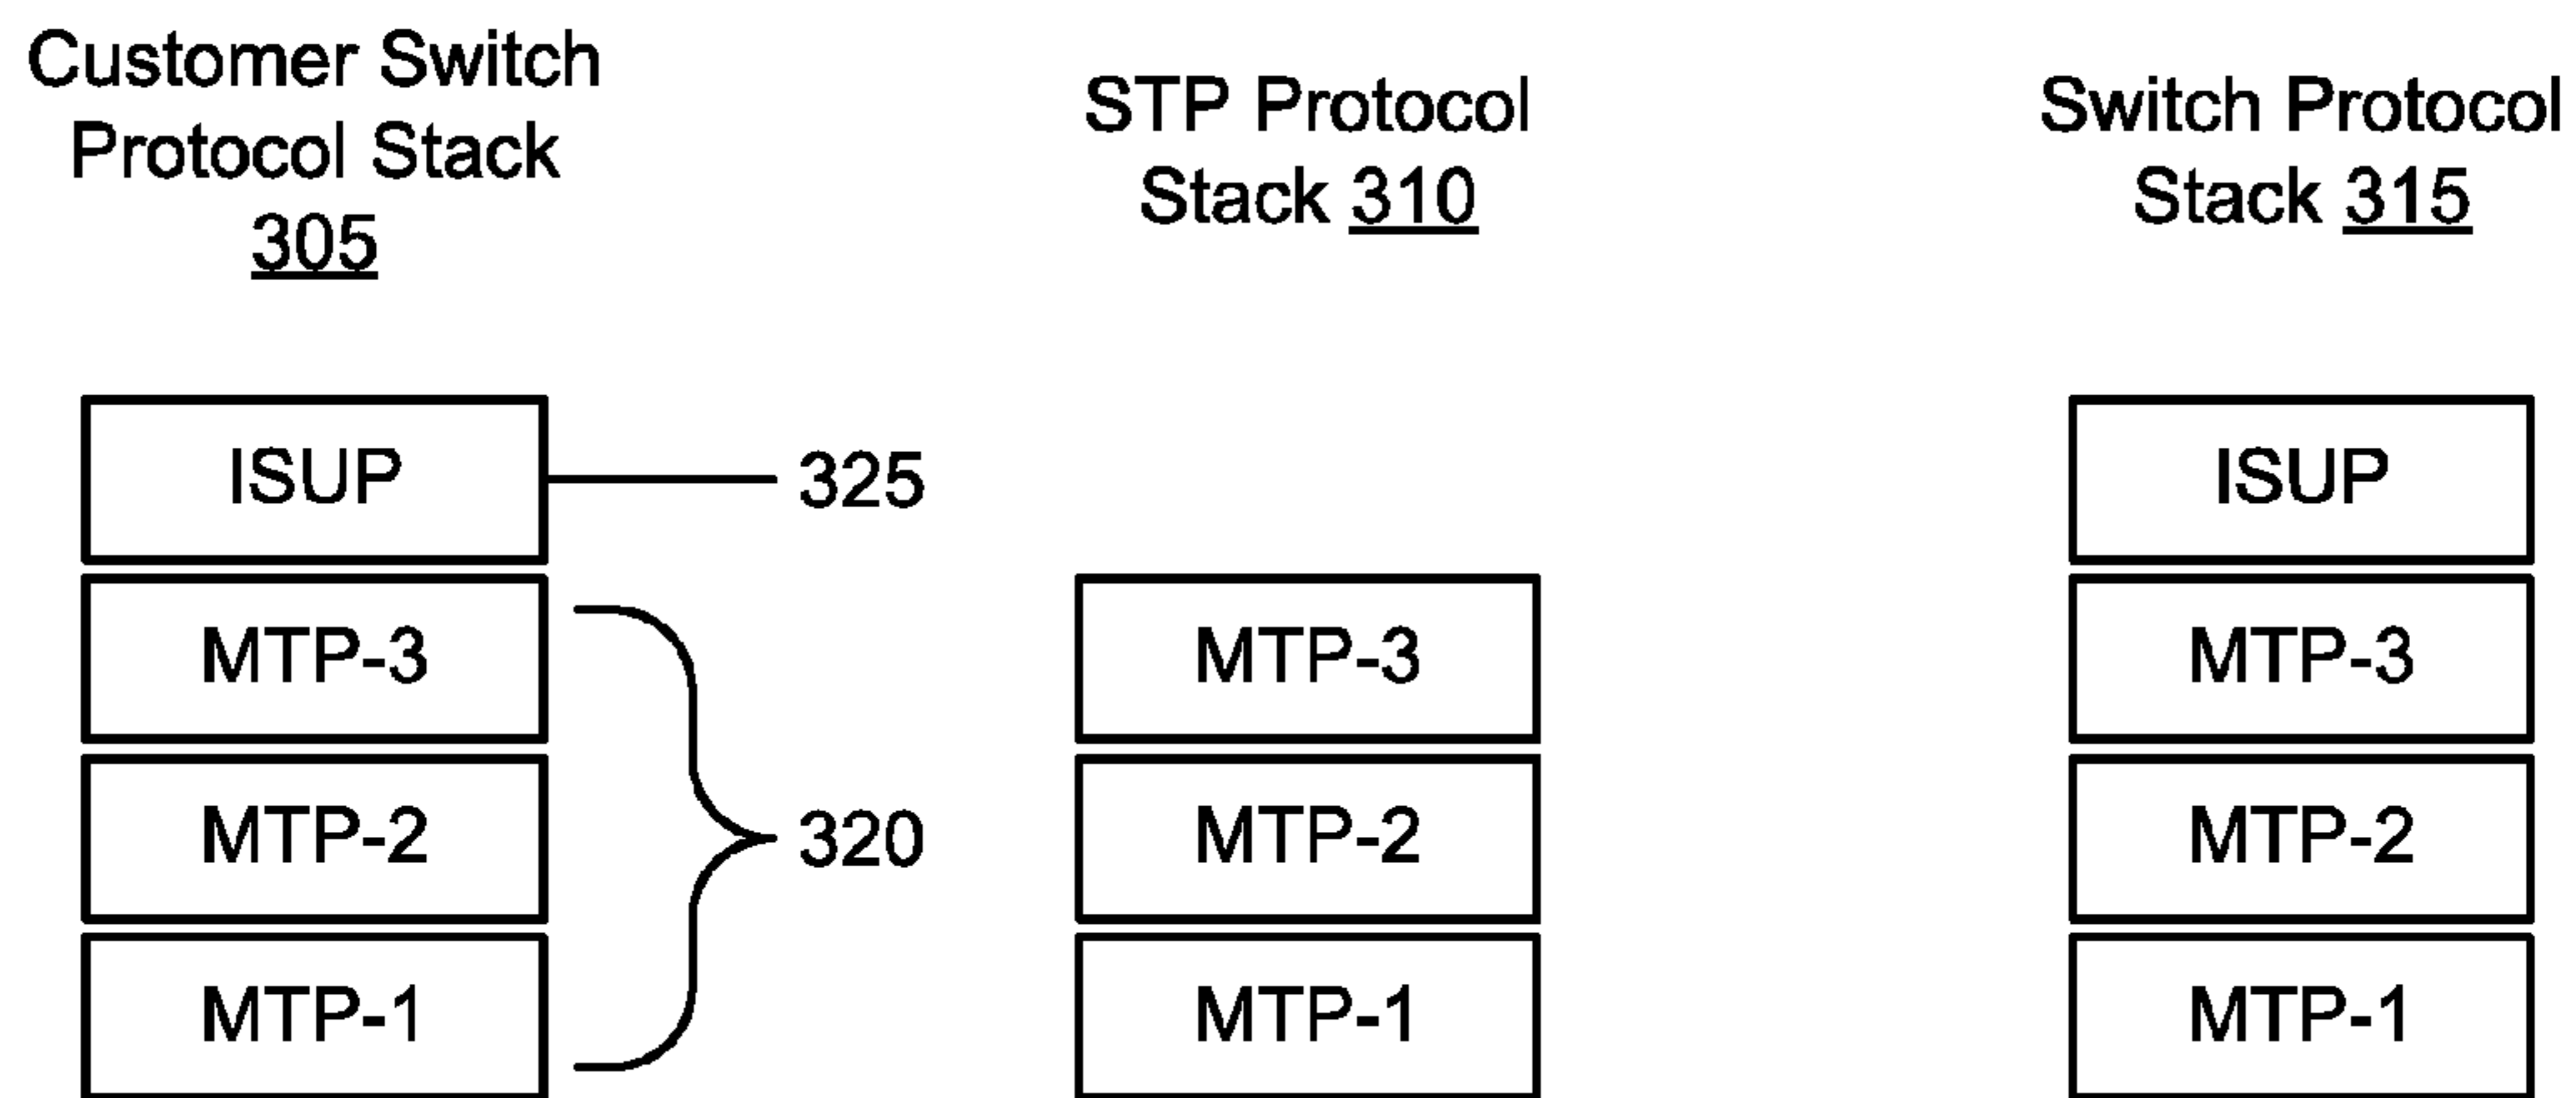 Customer Switch
Protocol Stack
305
STP Protocol
Stack 310
Switch Protocol
Stack 315
ISUP
325
MTP-3
MTP-2
320
MTP-1
MTP-3
MTP-2
MTP-1
ISUP
MTP-3
MTP-2
MTP-1